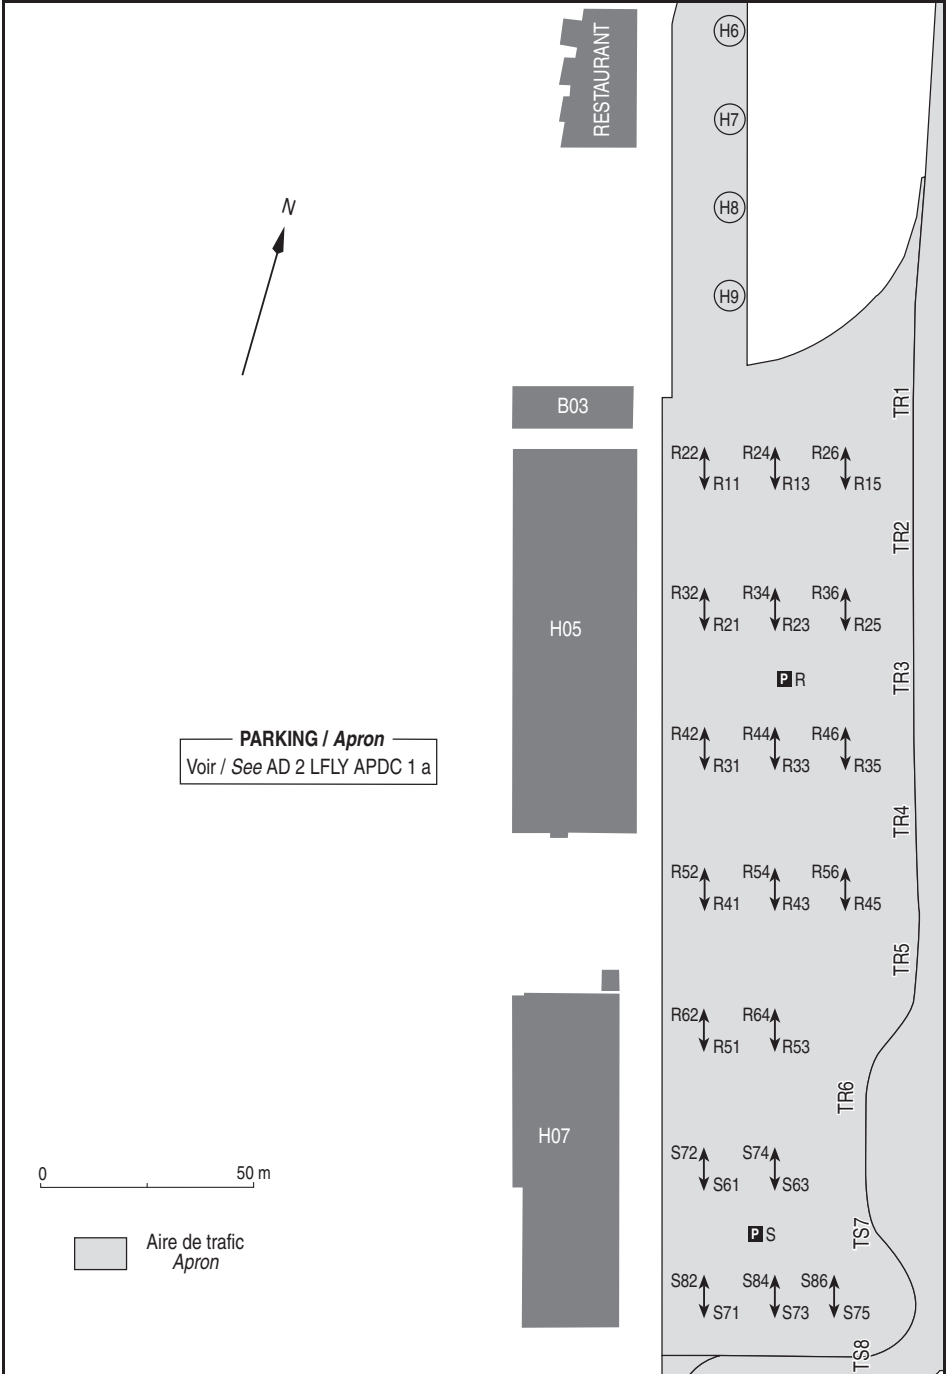 H6
RESTAURANT
H7
N
H8
H9
B03
TR1
R22 R24 R26
R11 R13 R15
TR2
R32 R34 R36
H05
R21 R23 R25
P R
TR3
PARKING / Apron
Voir / See AD 2 LFLY APDC 1 a
R42 R44 R46
R31 R33 R35
TR4
R52 R54 R56
R41 R43 R45
TR5
R62 R64
R51 R53
TR6
H07
S72 S74
S61 S63
0 50 m
P S
TS7
Aire de trafic
Apron
S82 S84 S86
S71 S73 S75
TS8